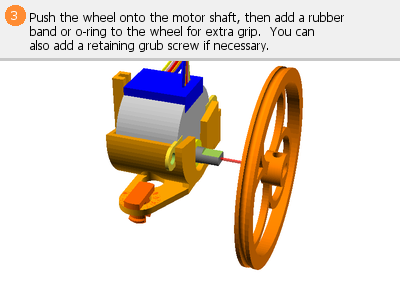 3 Push the wheel onto the motor shaft, then add a rubber
band or o-ring to the wheel for extra grip.  You can
also add a retaining grub screw if necessary.